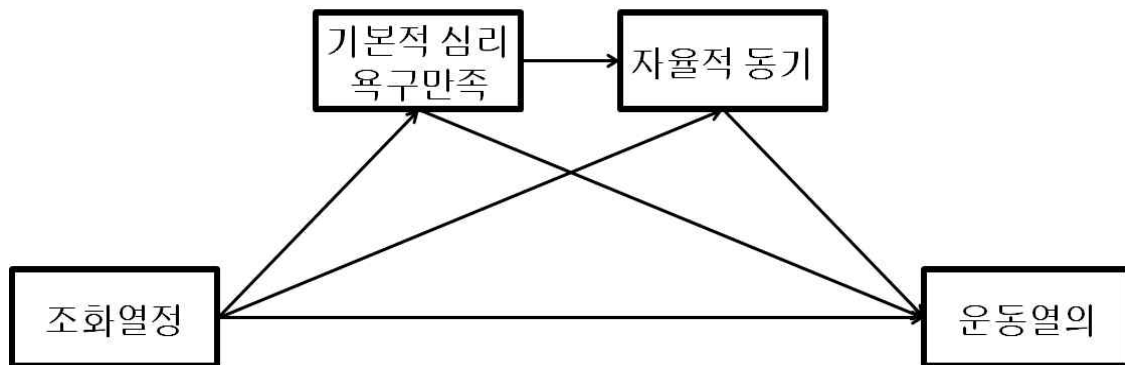 기본적 심리
욕구만족
자율적 동기
조화열정
운동열의